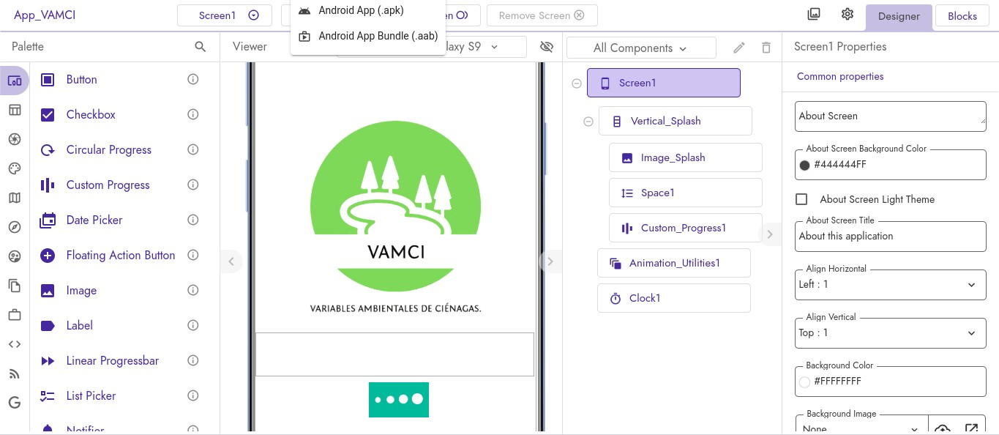 App_VAMCI
Screen1
Android App (.apk)
Android App Bundle (.aab)
en
Remove Screen
Designer
Blocks
Palette
Viewer
laxy S9
All Components
Screen1 Properties
Button
Checkbox
Circular Progress
Custom Progress
Date Picker
Floating Action Button
Image
Label
Linear Progressbar
List Picker
Notifier
VAMCI
VARIABLES AMBIENTALES DE CIÉNAGAS.
Screen1
Vertical_Splash
Image_Splash
Space1
Custom_Progress1
Animation_Utilities1
Clock1
Common properties
About Screen
About Screen Background Color
#444444FF
About Screen Light Theme
About Screen Title
About this application
Align Horizontal
Left : 1
Align Vertical
Top : 1
Background Color
#FFFFFFFF
Background Image
None